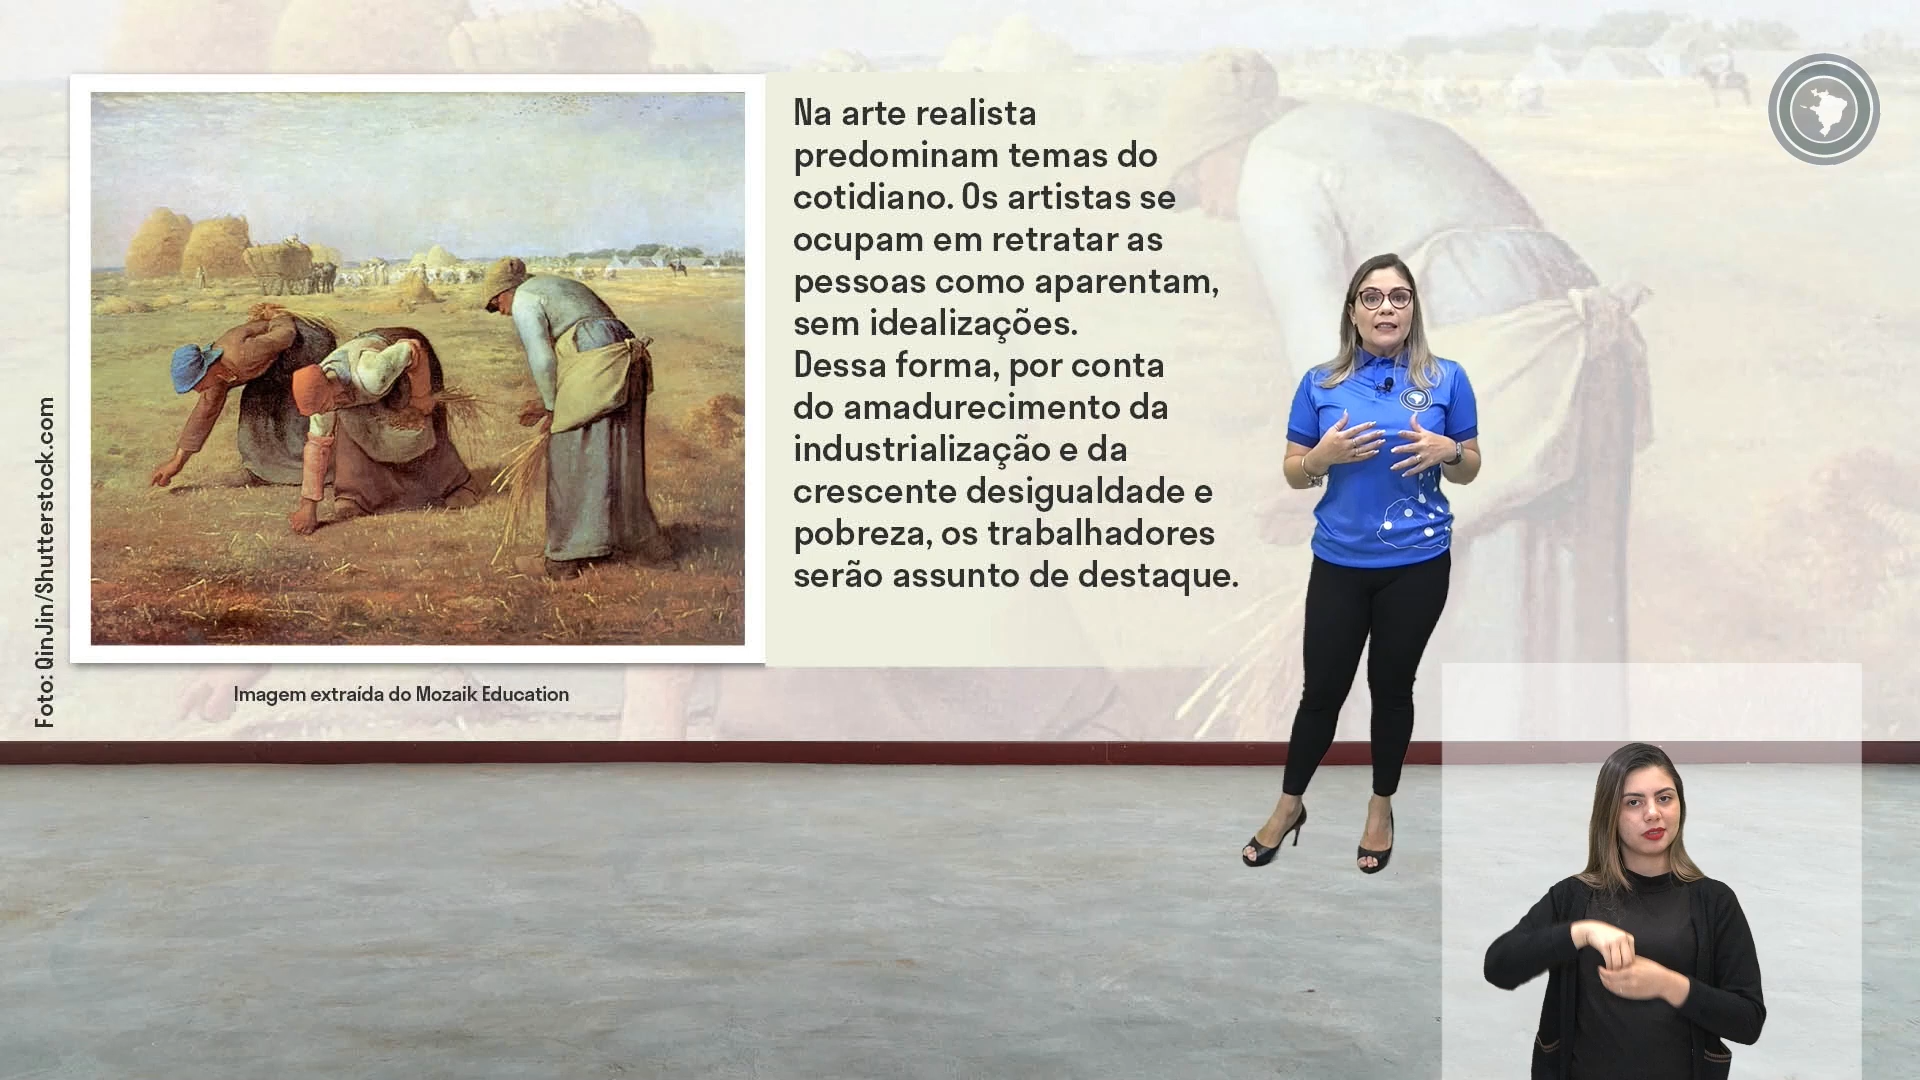 Na arte realista
predominam temas do
cotidiano. Os artistas se
ocupam em retratar as
pessoas como aparentam,
sem idealizações.
Dessa forma, por conta
do amadurecimento da
industrialização e da
crescente desigualdade e
pobreza, os trabalhadores
serão assunto de destaque.
Foto: QinJin/Shutterstock.com
Imagem extraída do Mozaik Education